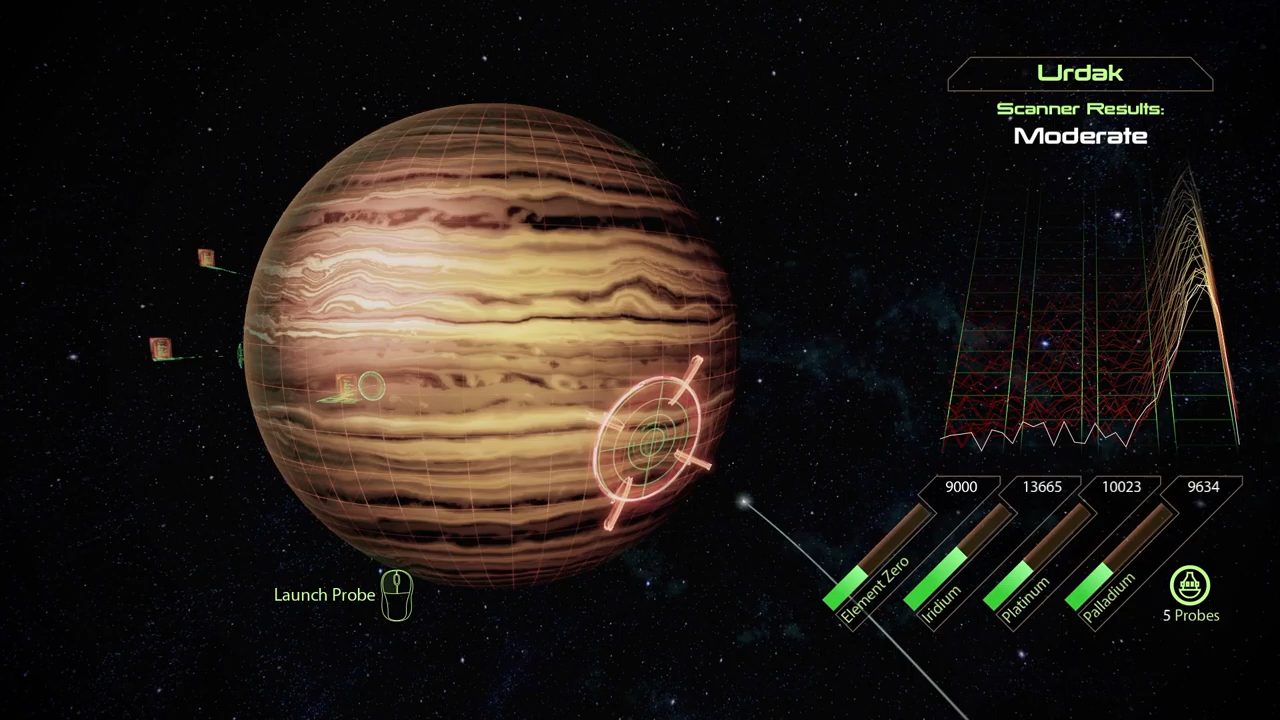 Urdak
Scanner Results:
Moderate
9000 13665 10023 9634
Element Zero Iridium Platinum Palladium
5 Probes
Launch Probe